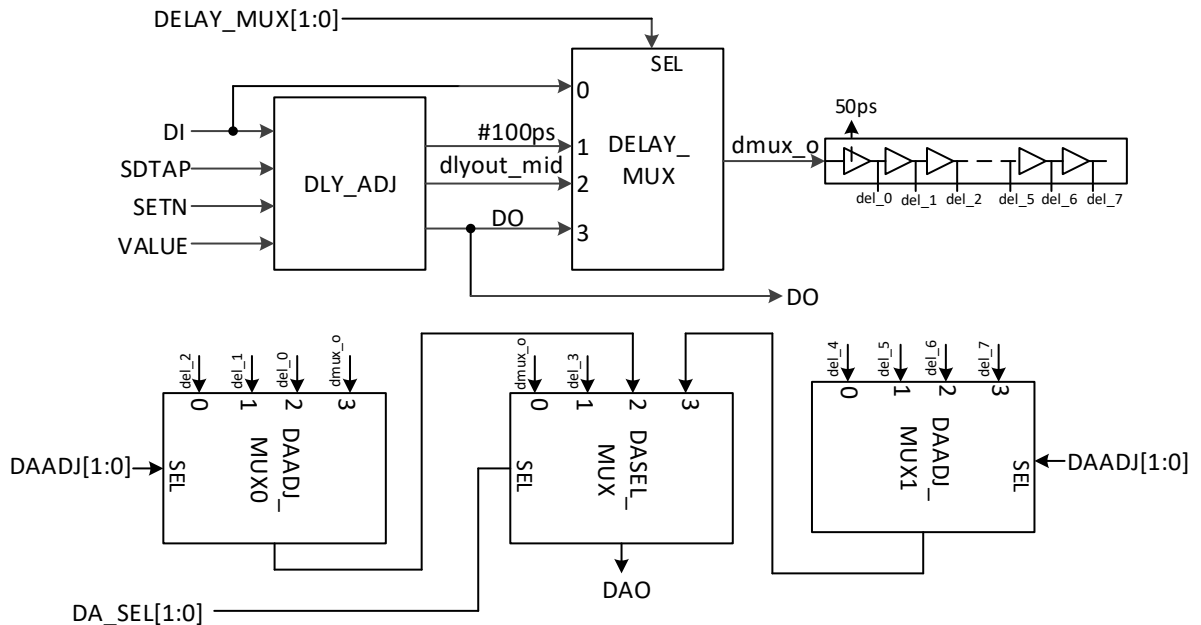 DELAY_MUX[1:0]
SEL
0
50ps
DI
#100ps
1
DELAY_
MUX
dmux_o
SDTAP
DLY_ADJ
dlyout_mid
2
del_0
del_1
del_2
del_5
del_6
del_7
SETN
DO
3
VALUE
DO
del_2
del_1
del_0
dmux_o
dmux_o
del_3
del_4
del_5
del_6
del_7
0
1
2
3
0
1
2
3
0
1
2
3
DAADJ[1:0]
SEL
DAADJ_
MUX0
SEL
DASEL_
MUX
DAADJ_
MUX1
SEL
DAADJ[1:0]
DAO
DA_SEL[1:0]